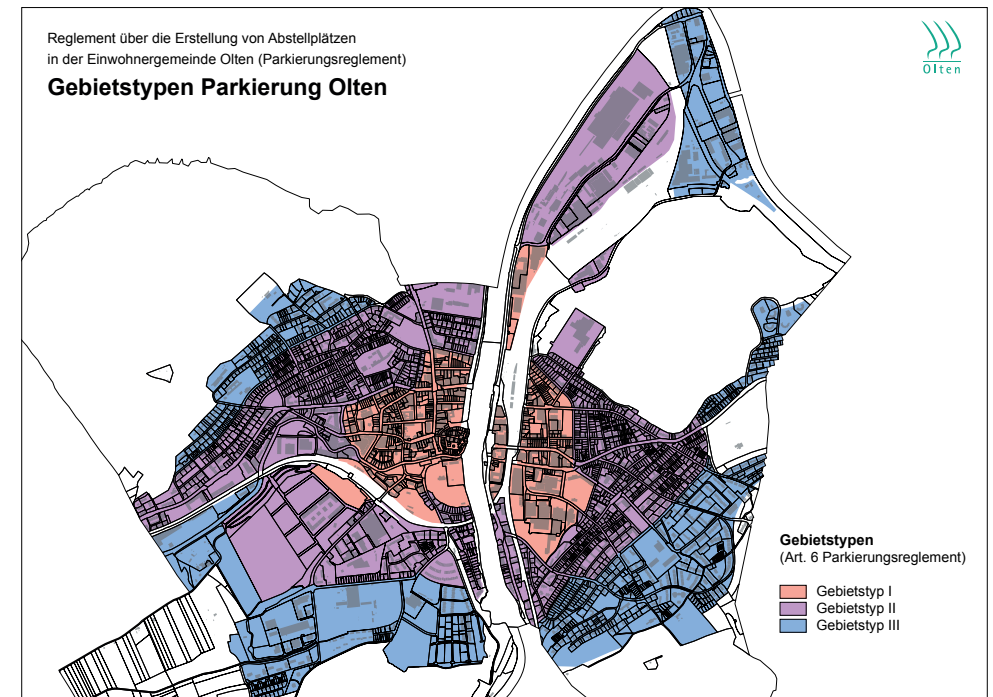 Reglement über die Erstellung von Abstellplätzen
in der Einwohnergemeinde Olten (Parkierungsreglement)
Gebietstypen Parkierung Olten
Olten
Gebietstypen
(Art. 6 Parkierungsreglement)
Gebietstyp I
Gebietstyp II
Gebietstyp III